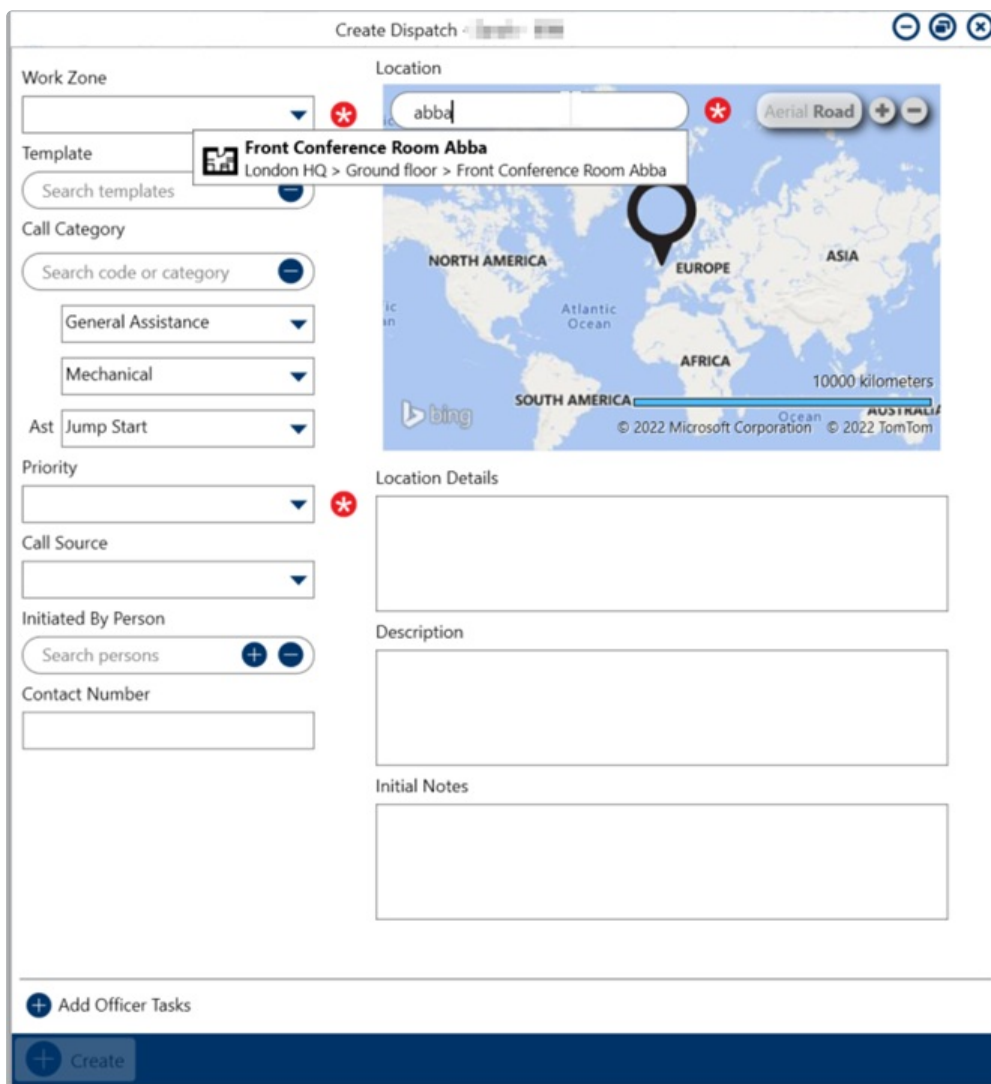 Create Dispatch -
Work Zone
Template
Search templates
Call Category
Search code or category
General Assistance
Mechanical
Ast Jump Start
Priority
Call Source
Initiated By Person
Search persons
Contact Number
Location
abba
Aerial Road
Front Conference Room Abba
London HQ > Ground floor > Front Conference Room Abba
NORTH AMERICA
EUROPE
ASIA
Atlantic
Ocean
AFRICA
10000 kilometers
SOUTH AMERICA
Ocean
AUSTRALIA
bing
© 2022 Microsoft Corporation © 2022 TomTom
Location Details
Description
Initial Notes
Add Officer Tasks
Create